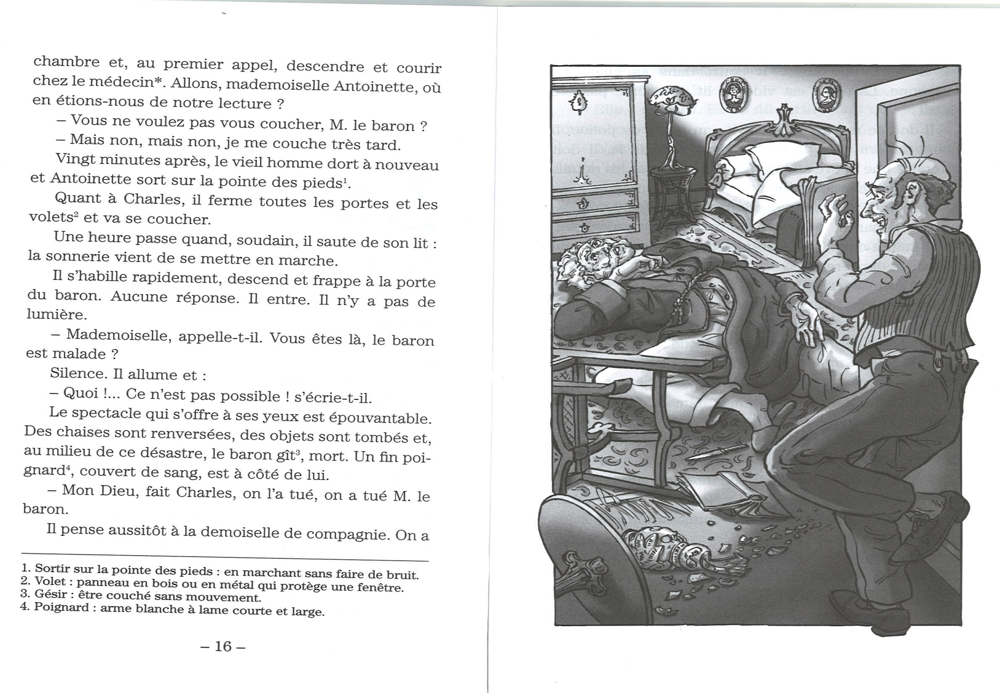 chambre et, au premier appel, descendre et courir
chez le médecin*. Allons, mademoiselle Antoinette, où
en étions-nous de notre lecture ?
– Vous ne voulez pas vous coucher, M. le baron ?
– Mais non, mais non, je me couche très tard.
Vingt minutes après, le vieil homme dort à nouveau
et Antoinette sort sur la pointe des pieds¹.
Quant à Charles, il ferme toutes les portes et les
volets² et va se coucher.
Une heure passe quand, soudain, il saute de son lit :
la sonnerie vient de se mettre en marche.
Il s'habille rapidement, descend et frappe à la porte
du baron. Aucune réponse. Il entre. Il n'y a pas de
lumière.
– Mademoiselle, appelle-t-il. Vous êtes là, le baron
est malade ?
Silence. Il allume et :
– Quoi !... Ce n'est pas possible ! s'écrie-t-il.
Le spectacle qui s'offre à ses yeux est épouvantable.
Des chaises sont renversées, des objets sont tombés et,
au milieu de ce désastre, le baron gît³, mort. Un fin poi-
gnard⁴, couvert de sang, est à côté de lui.
– Mon Dieu, fait Charles, on l'a tué, on a tué M. le
baron.
Il pense aussitôt à la demoiselle de compagnie. On a
1. Sortir sur la pointe des pieds : en marchant sans faire de bruit.
2. Volet : panneau en bois ou en métal qui protège une fenêtre.
3. Gésir : être couché sans mouvement.
4. Poignard : arme blanche à lame courte et large.
– 16 –